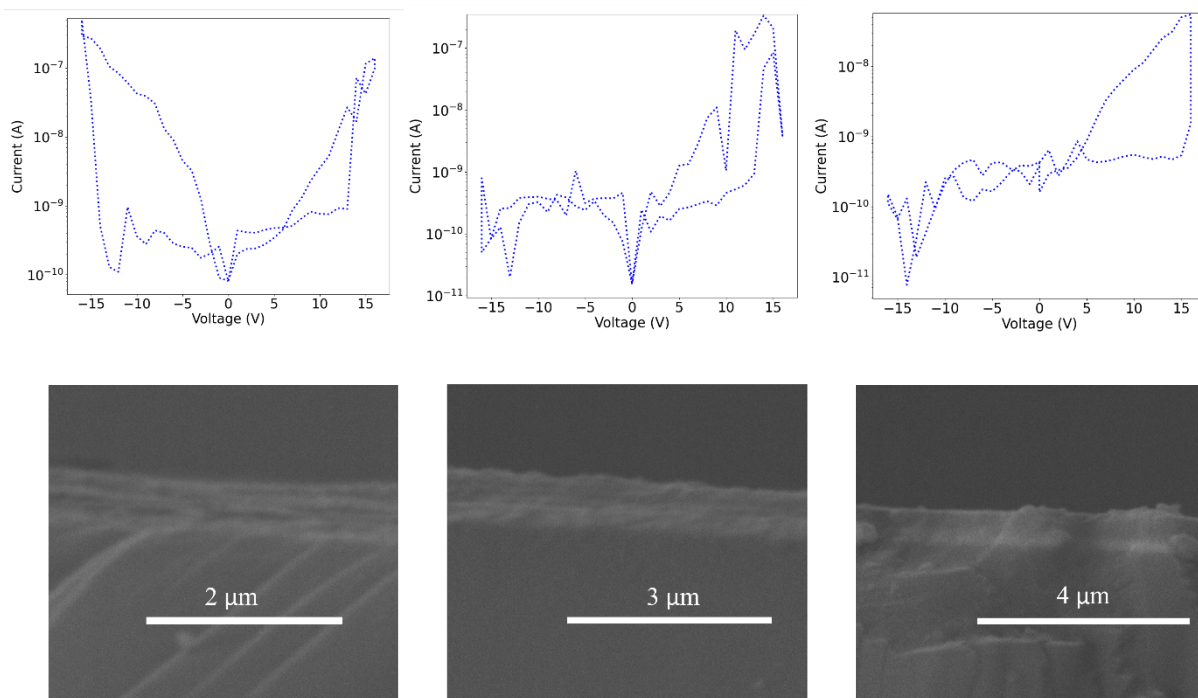 Current (A)
10⁻⁷
10⁻⁸
10⁻⁹
10⁻¹⁰
−15 −10 −5 0 5 10 15
Voltage (V)
Current (A)
10⁻⁷
10⁻⁸
10⁻⁹
10⁻¹⁰
10⁻¹¹
−15 −10 −5 0 5 10 15
Voltage (V)
Current (A)
10⁻⁸
10⁻⁹
10⁻¹⁰
10⁻¹¹
−15 −10 −5 0 5 10 15
Voltage (V)
2 μm
3 μm
4 μm